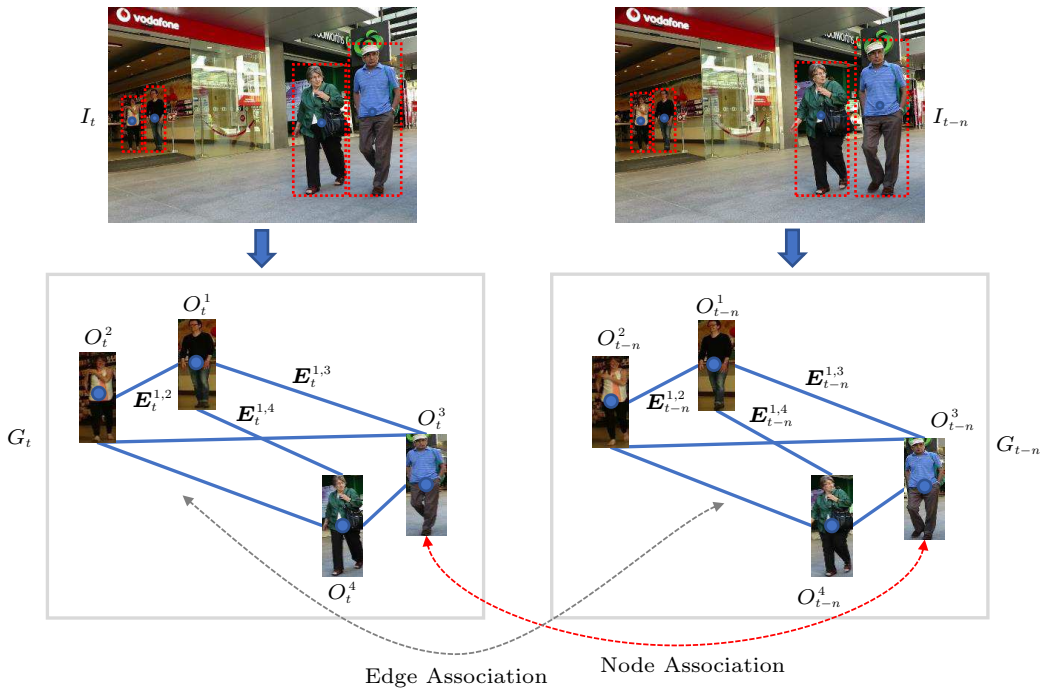 vodafone
vodafone
I_t
I_{t-n}
O_t^1
O_{t-n}^1
O_t^2
O_{t-n}^2
E_t^{1,3}
E_{t-n}^{1,3}
E_t^{1,2}
E_t^{1,4}
E_{t-n}^{1,2}
E_{t-n}^{1,4}
O_t^3
O_{t-n}^3
G_t
G_{t-n}
O_t^4
O_{t-n}^4
Edge Association
Node Association